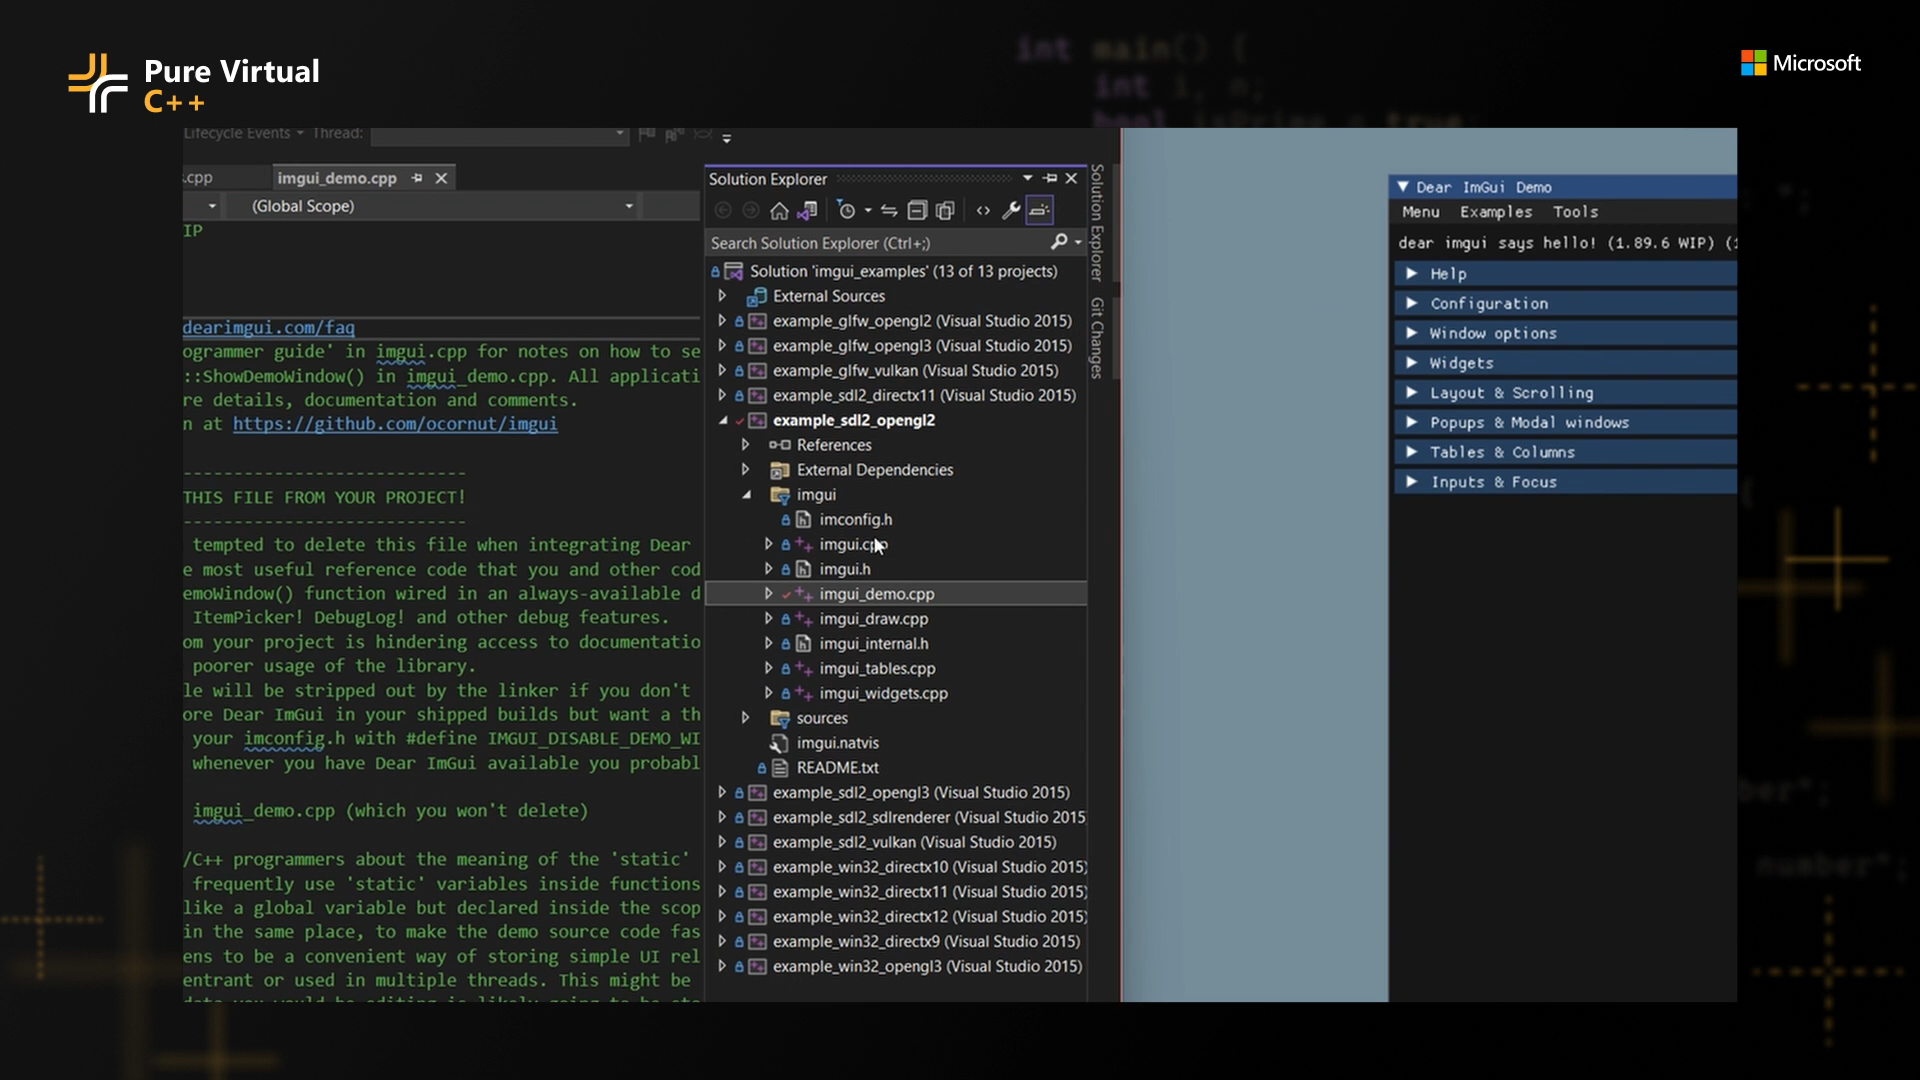 Pure Virtual
C++
Microsoft
int main() {
int i, n;
bool isPrime = true;
Lifecycle Events
Thread:
.cpp
imgui_demo.cpp
(Global Scope)
IP
dearimgui.com/faq
ogrammer guide' in imgui.cpp for notes on how to se
::ShowDemoWindow() in imgui_demo.cpp. All applicati
re details, documentation and comments.
n at https://github.com/ocornut/imgui
---------------------------
THIS FILE FROM YOUR PROJECT!
---------------------------
tempted to delete this file when integrating Dear
e most useful reference code that you and other cod
emoWindow() function wired in an always-available d
ItemPicker! DebugLog! and other debug features.
om your project is hindering access to documentatio
poorer usage of the library.
le will be stripped out by the linker if you don't
ore Dear ImGui in your shipped builds but want a th
your imconfig.h with #define IMGUI_DISABLE_DEMO_WI
whenever you have Dear ImGui available you probabl
imgui_demo.cpp (which you won't delete)
/C++ programmers about the meaning of the 'static'
frequently use 'static' variables inside functions
like a global variable but declared inside the scop
in the same place, to make the demo source code fas
ens to be a convenient way of storing simple UI rel
entrant or used in multiple threads. This might be
Solution Explorer
Search Solution Explorer (Ctrl+;)
Solution 'imgui_examples' (13 of 13 projects)
External Sources
example_glfw_opengl2 (Visual Studio 2015)
example_glfw_opengl3 (Visual Studio 2015)
example_glfw_vulkan (Visual Studio 2015)
example_sdl2_directx11 (Visual Studio 2015)
example_sdl2_opengl2
References
External Dependencies
imgui
imconfig.h
imgui.cpp
imgui.h
imgui_demo.cpp
imgui_draw.cpp
imgui_internal.h
imgui_tables.cpp
imgui_widgets.cpp
sources
imgui.natvis
README.txt
example_sdl2_opengl3 (Visual Studio 2015)
example_sdl2_sdlrenderer (Visual Studio 2015
example_sdl2_vulkan (Visual Studio 2015)
example_win32_directx10 (Visual Studio 2015)
example_win32_directx11 (Visual Studio 2015)
example_win32_directx12 (Visual Studio 2015)
example_win32_directx9 (Visual Studio 2015)
example_win32_opengl3 (Visual Studio 2015)
Solution Explorer
Git Changes
Dear ImGui Demo
Menu Examples Tools
dear imgui says hello! (1.89.6 WIP) (1
Help
Configuration
Window options
Widgets
Layout & Scrolling
Popups & Modal windows
Tables & Columns
Inputs & Focus
number";